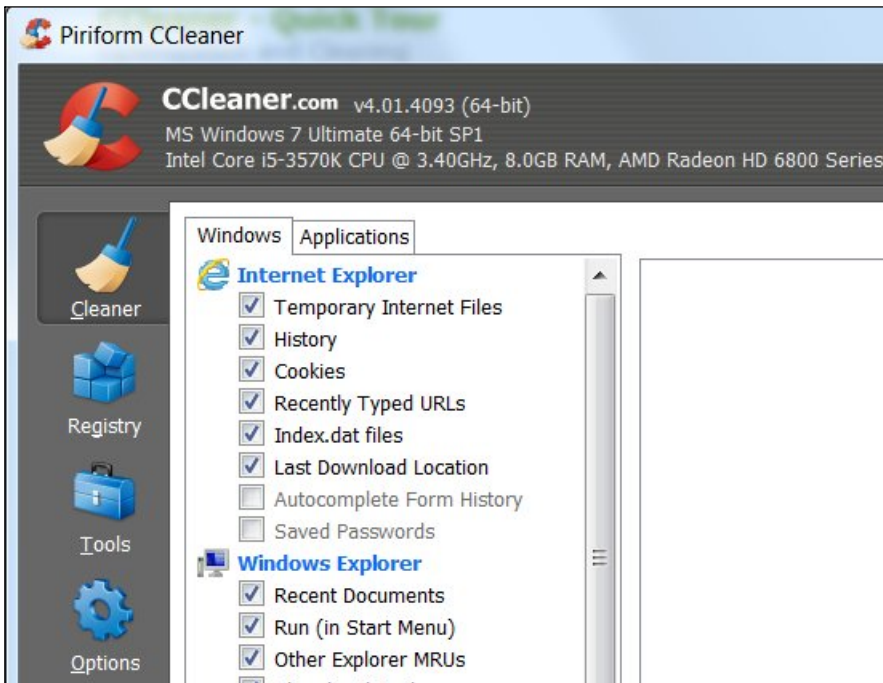 Piriform CCleaner
CCleaner.com v4.01.4093 (64-bit)
MS Windows 7 Ultimate 64-bit SP1
Intel Core i5-3570K CPU @ 3.40GHz, 8.0GB RAM, AMD Radeon HD 6800 Series
Cleaner
Registry
Tools
Options
Windows
Applications
Internet Explorer
Temporary Internet Files
History
Cookies
Recently Typed URLs
Index.dat files
Last Download Location
Autocomplete Form History
Saved Passwords
Windows Explorer
Recent Documents
Run (in Start Menu)
Other Explorer MRUs